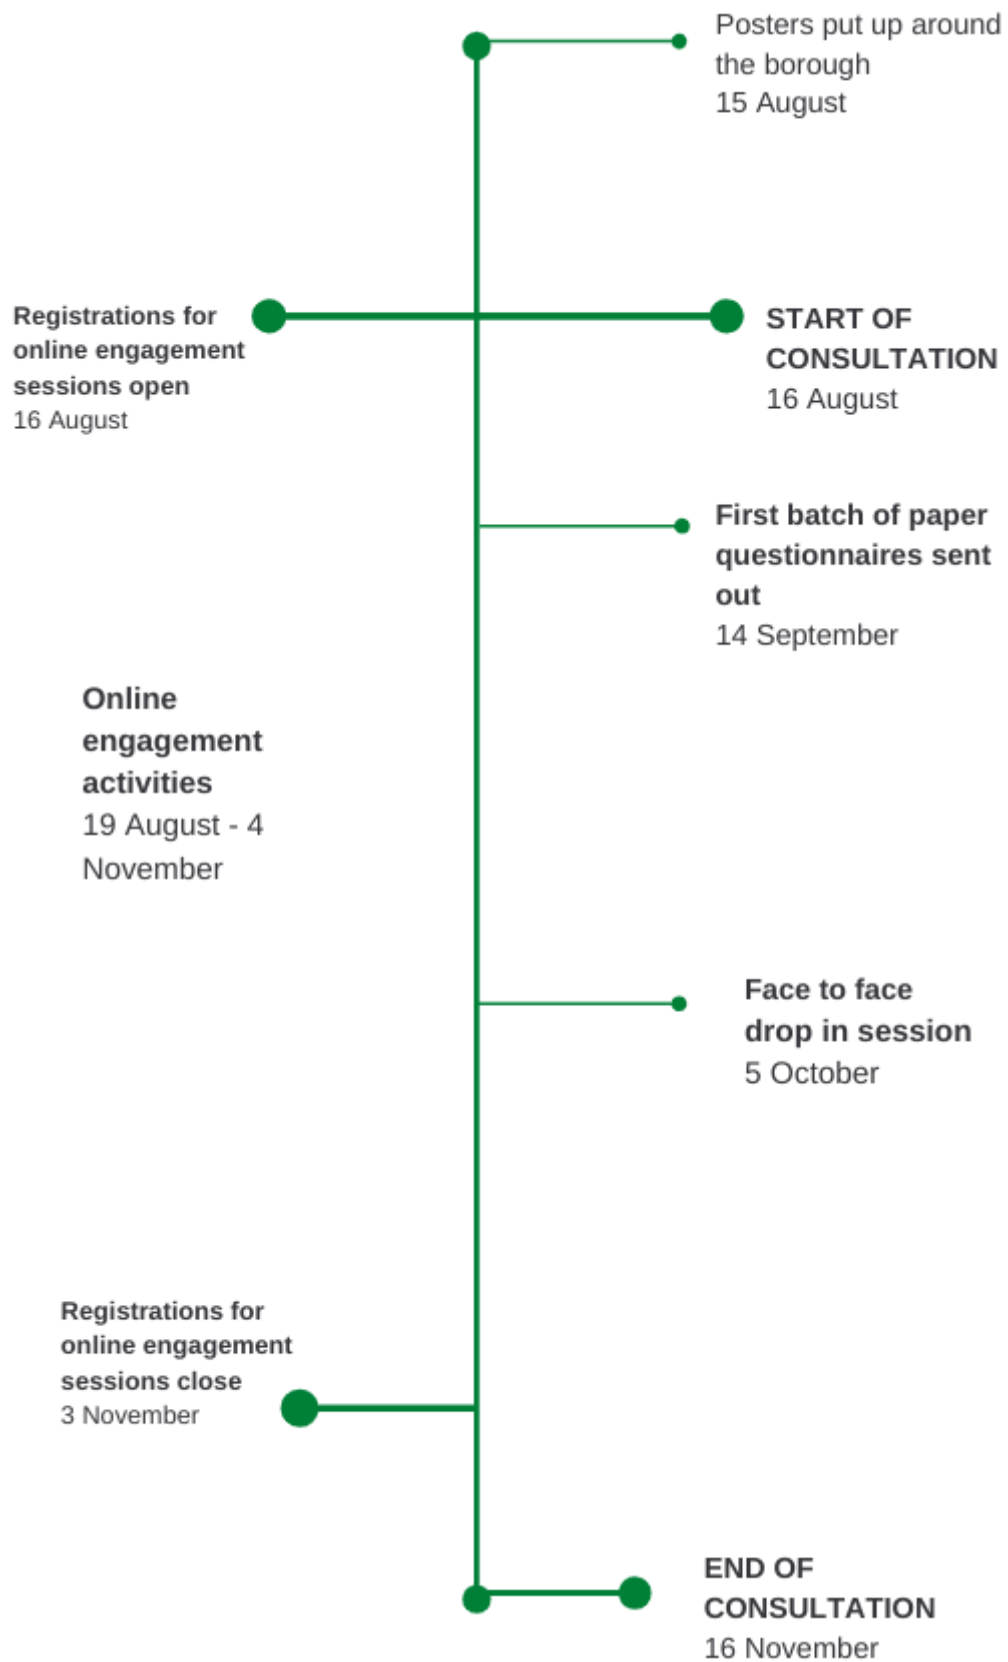 Posters put up around
the borough
15 August
Registrations for
online engagement
sessions open
16 August
START OF
CONSULTATION
16 August
First batch of paper
questionnaires sent
out
14 September
Online
engagement
activities
19 August - 4
November
Face to face
drop in session
5 October
Registrations for
online engagement
sessions close
3 November
END OF
CONSULTATION
16 November